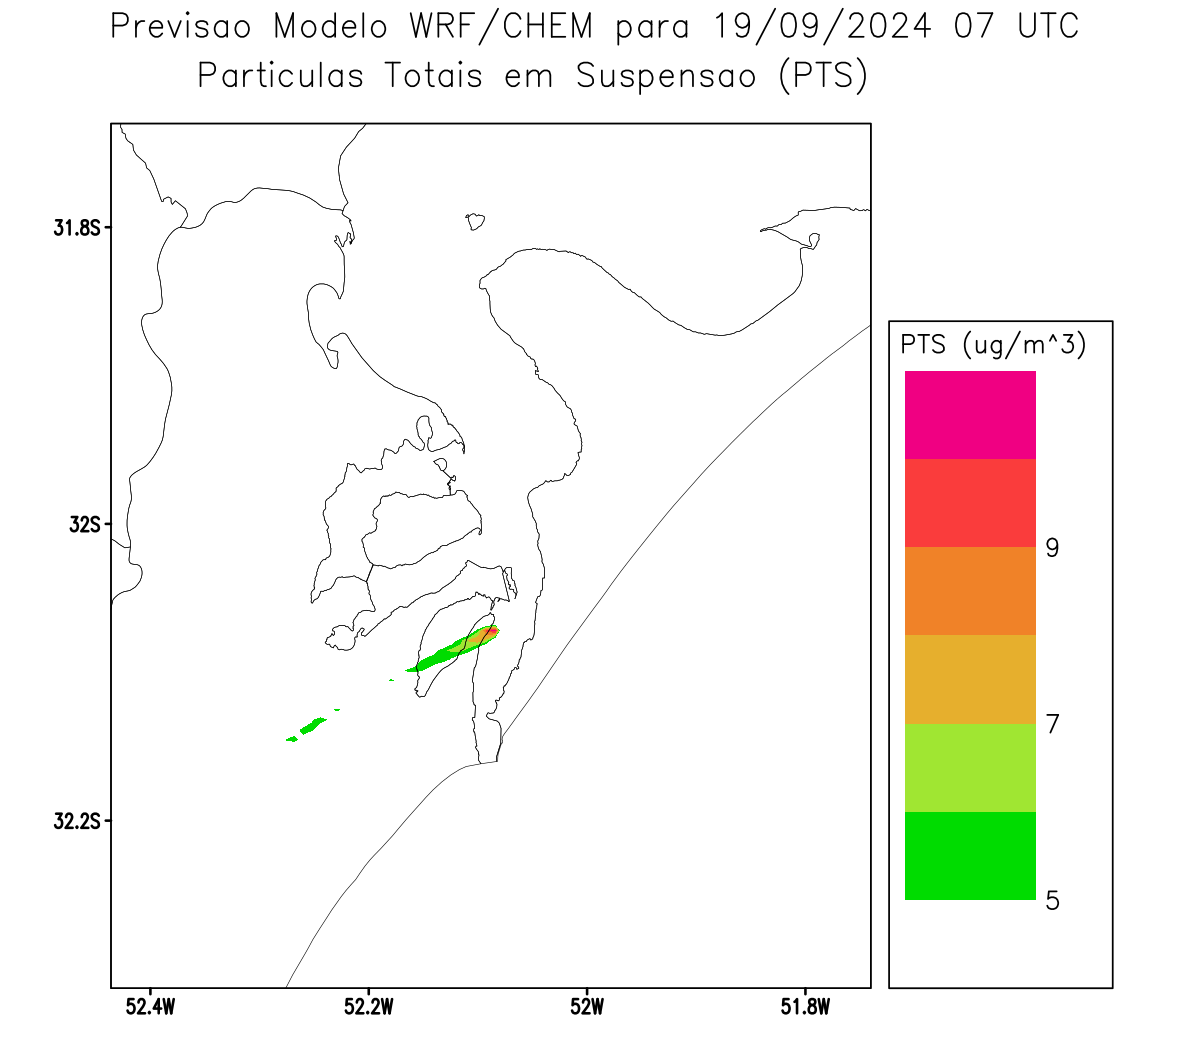 Previsao Modelo WRF/CHEM para 19/09/2024 07 UTC
Particulas Totais em Suspensao (PTS)
31.8S
32S
32.2S
52.4W
52.2W
52W
51.8W
PTS (ug/m^3)
9
7
5